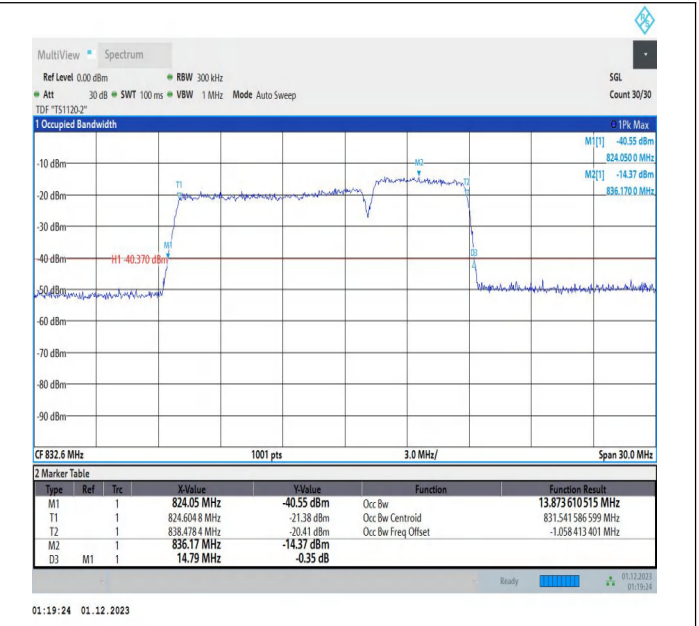 MultiView Spectrum
Ref Level 0.00 dBm RBW 300 kHz SGL
Att 30 dB SWT 100 ms VBW 1 MHz Mode Auto Sweep Count 30/30
TDF "TS1120-2"
1 Occupied Bandwidth 1Pk Max
M1[1] -40.55 dBm
824.050 0 MHz
M2[1] -14.37 dBm
836.170 0 MHz
-10 dBm
M2
T1
T2
-20 dBm
-30 dBm
M1
D3
-40 dBm
H1 -40.370 dBm
-50 dBm
-60 dBm
-70 dBm
-80 dBm
-90 dBm
CF 832.6 MHz 1001 pts 3.0 MHz/ Span 30.0 MHz
2 Marker Table
Type Ref Trc X-Value Y-Value Function Function Result
M1 1 824.05 MHz -40.55 dBm Occ Bw 13.873 610 515 MHz
T1 1 824.604 8 MHz -21.38 dBm Occ Bw Centroid 831.541 586 599 MHz
T2 1 838.478 4 MHz -20.41 dBm Occ Bw Freq Offset -1.058 413 401 MHz
M2 1 836.17 MHz -14.37 dBm
D3 M1 1 14.79 MHz -0.35 dB
Ready 01.12.2023
01:19:24
01:19:24 01.12.2023